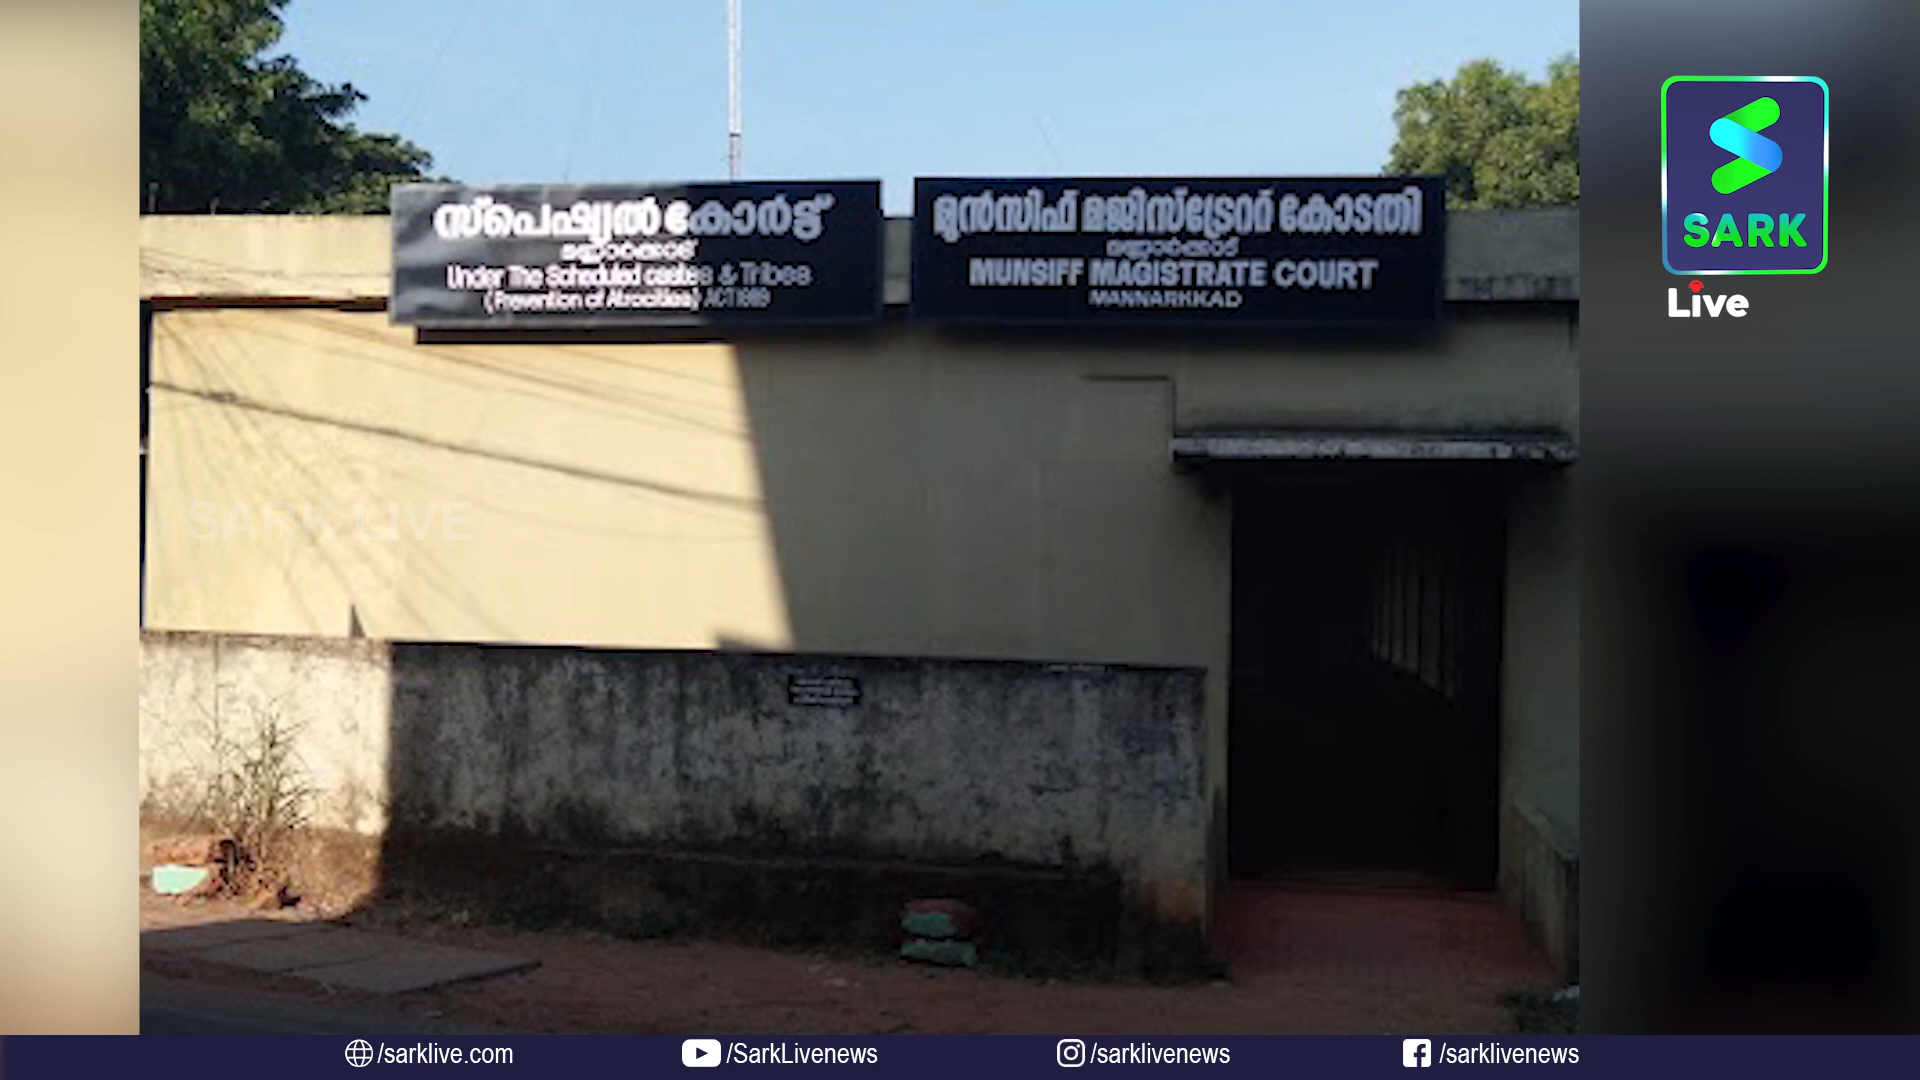 സ്പെഷ്യൽ കോർട്ട്
മണ്ണാർക്കാട്
Under The Scheduled castes & Tribes
(Prevention of Atrocities) ACT 1989
മുൻസിഫ് മജിസ്ട്രേറ്റ് കോടതി
മണ്ണാർക്കാട്
MUNSIFF MAGISTRATE COURT
MANNARKKAD
SARK
Live
SARK LIVE
/sarklive.com
/SarkLivenews
/sarklivenews
/sarklivenews